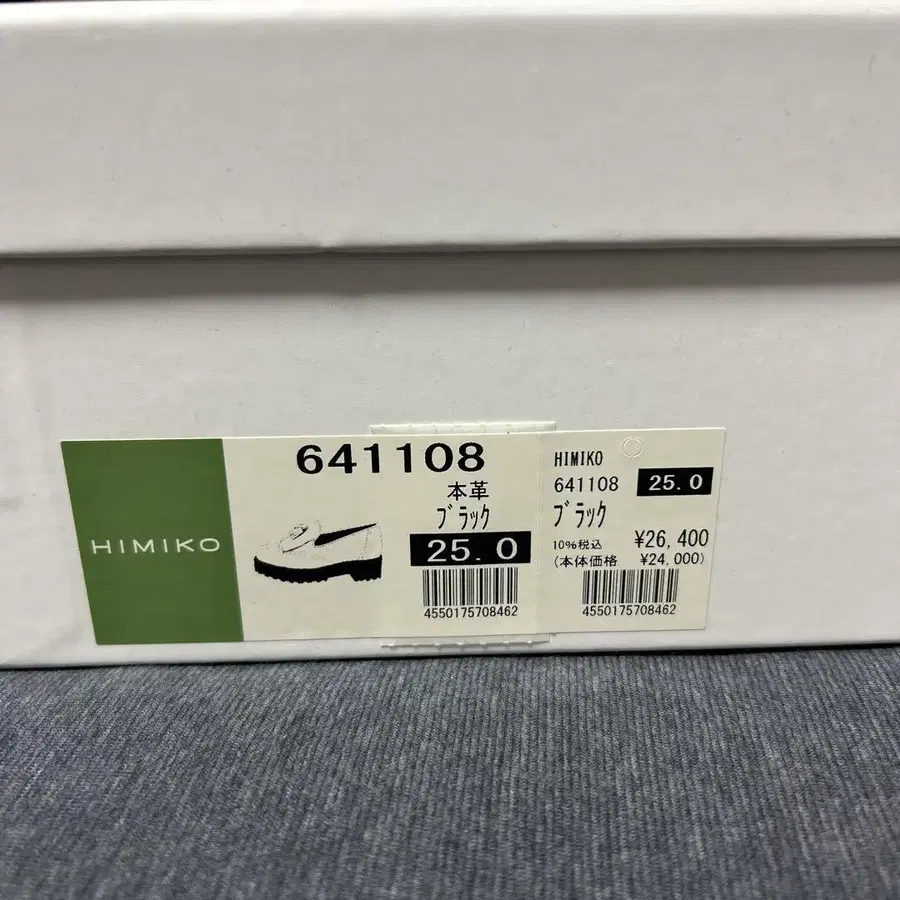 HIMIKO
641108
本革
ブラック
25.0
4550175708462
HIMIKO
641108 25.0
ブラック
10%税込 ¥26,400
(本体価格 ¥24,000)
4550175708462